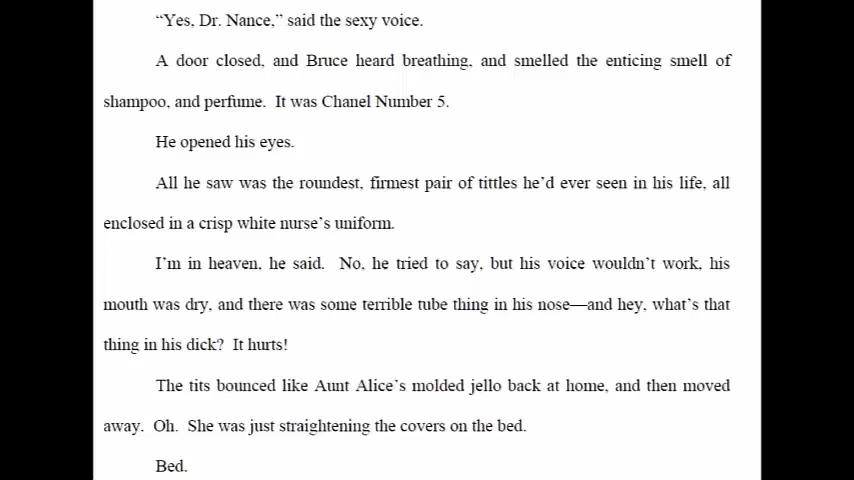 “Yes, Dr. Nance,” said the sexy voice.
A door closed, and Bruce heard breathing, and smelled the enticing smell of
shampoo, and perfume.  It was Chanel Number 5.
He opened his eyes.
All he saw was the roundest, firmest pair of tittles he’d ever seen in his life, all
enclosed in a crisp white nurse’s uniform.
I’m in heaven, he said.  No, he tried to say, but his voice wouldn’t work, his
mouth was dry, and there was some terrible tube thing in his nose—and hey, what’s that
thing in his dick?  It hurts!
The tits bounced like Aunt Alice’s molded jello back at home, and then moved
away.  Oh.  She was just straightening the covers on the bed.
Bed.